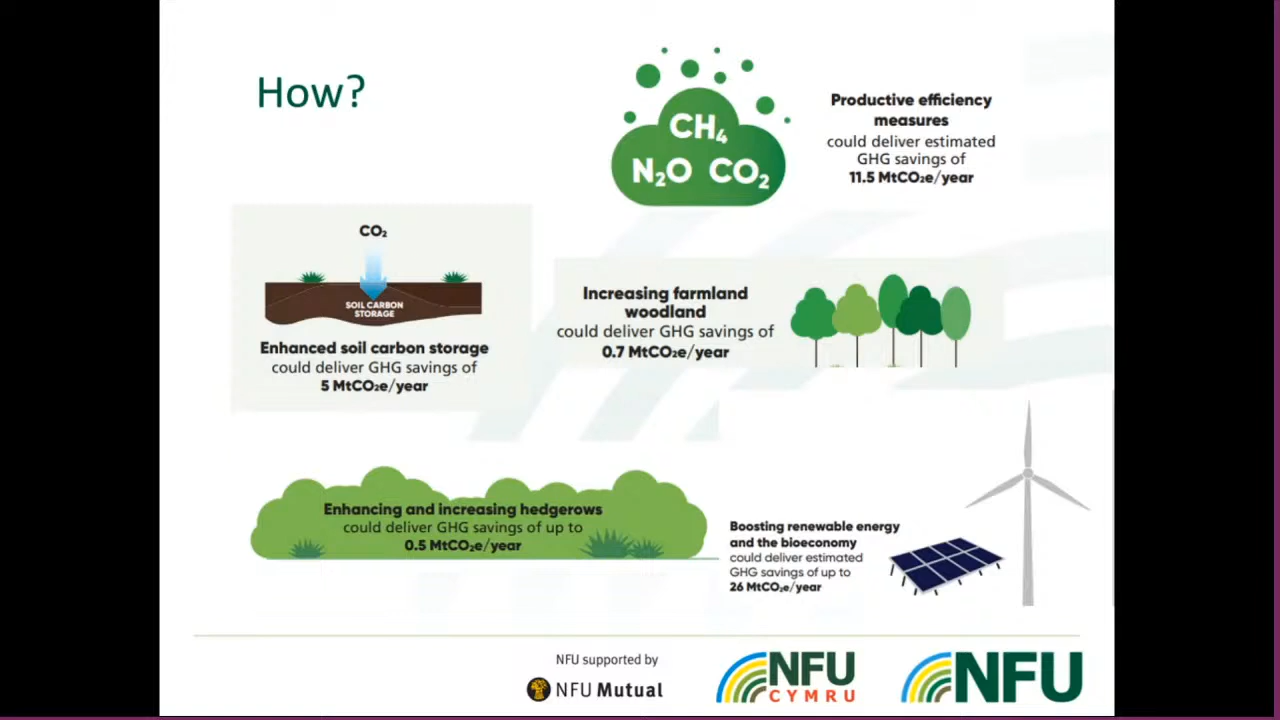 How?
CH₄
N₂O CO₂
Productive efficiency
measures
could deliver estimated
GHG savings of
11.5 MtCO₂e/year
CO₂
SOIL CARBON
STORAGE
Enhanced soil carbon storage
could deliver GHG savings of
5 MtCO₂e/year
Increasing farmland
woodland
could deliver GHG savings of
0.7 MtCO₂e/year
Enhancing and increasing hedgerows
could deliver GHG savings of up to
0.5 MtCO₂e/year
Boosting renewable energy
and the bioeconomy
could deliver estimated
GHG savings of up to
26 MtCO₂e/year
NFU supported by
NFU Mutual
NFU
CYMRU
NFU